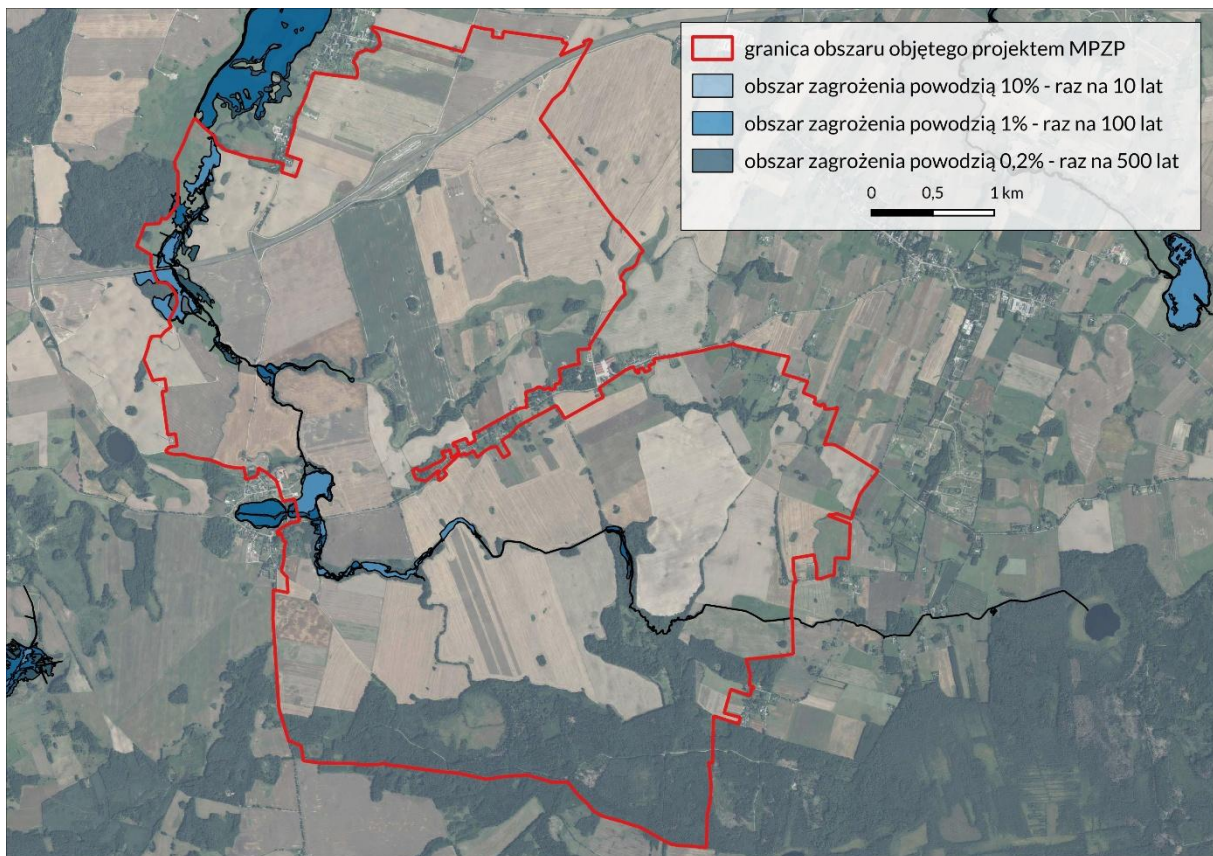 granica obszaru objętego projektem MPZP
obszar zagrożenia powodzią 10% - raz na 10 lat
obszar zagrożenia powodzią 1% - raz na 100 lat
obszar zagrożenia powodzią 0,2% - raz na 500 lat
0 0,5 1 km